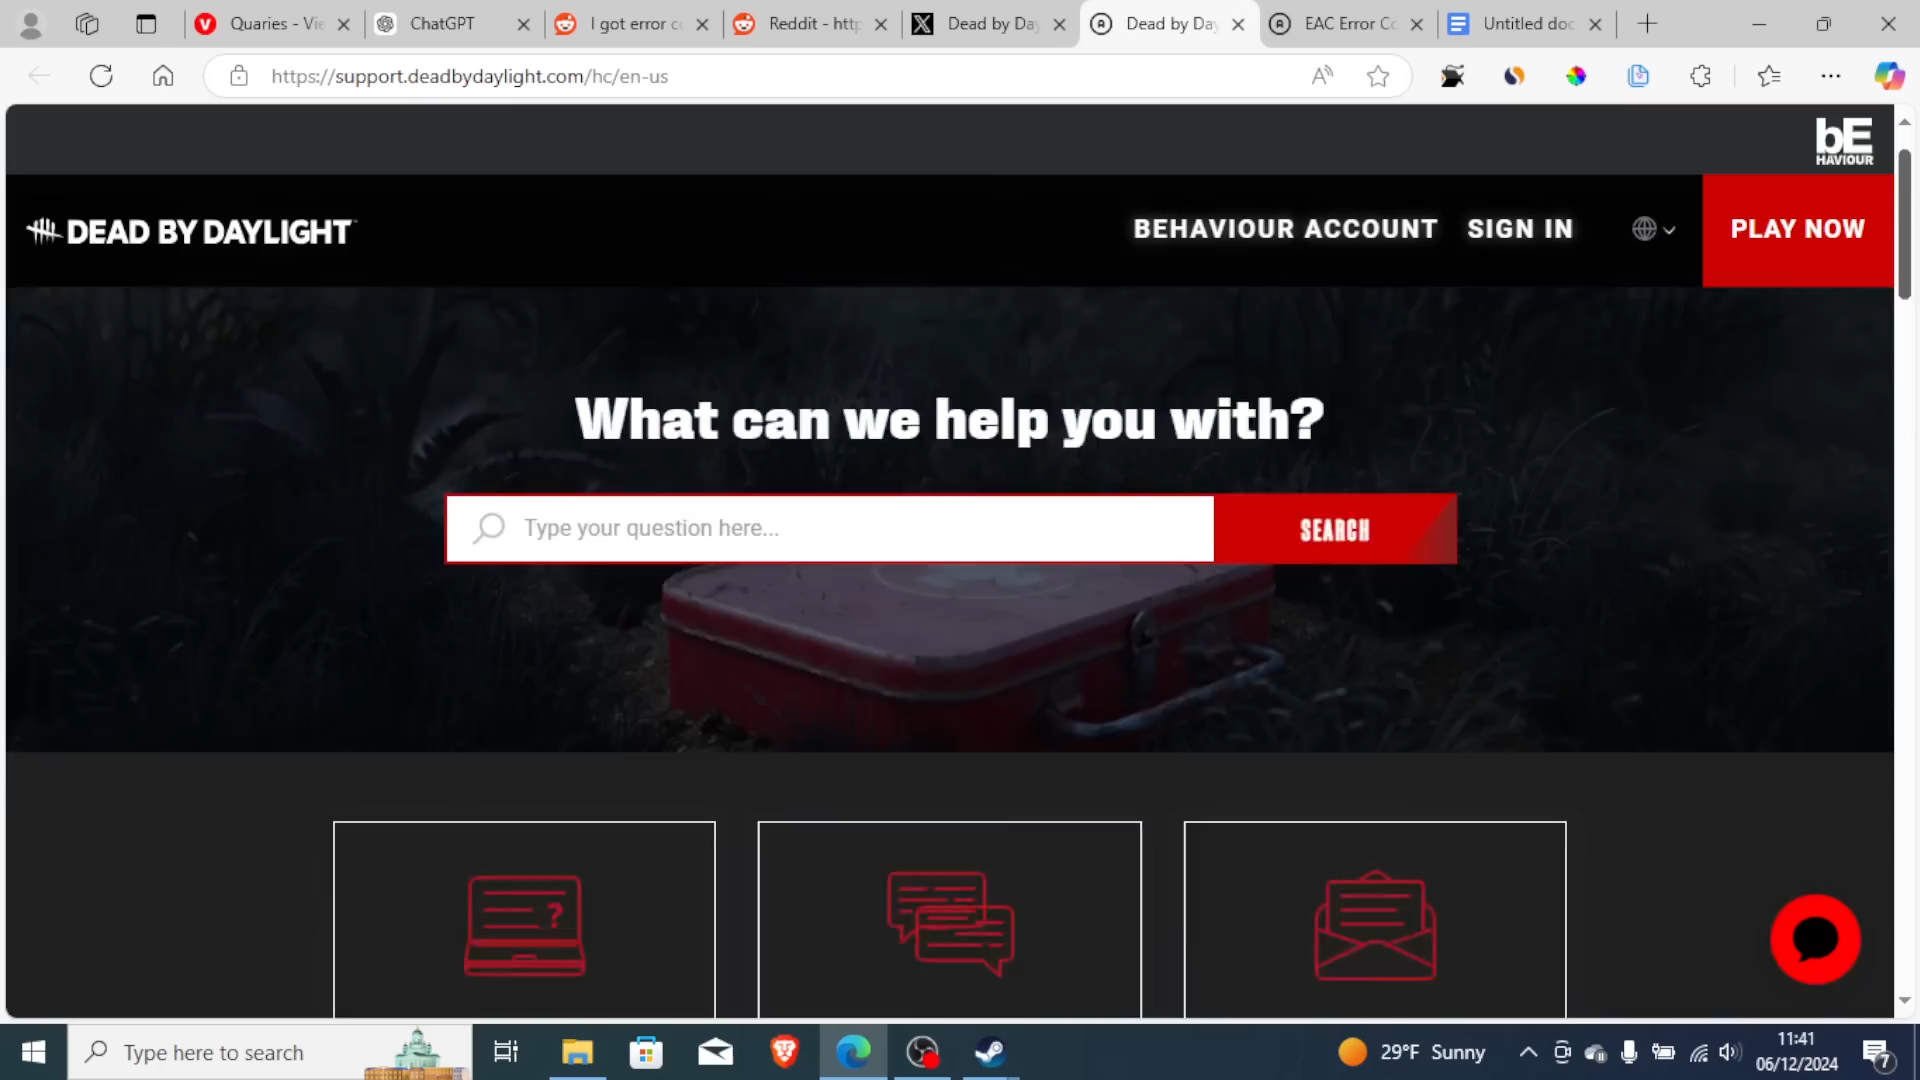 Quaries - Vie
ChatGPT
I got error co
Reddit - http
Dead by Day
Dead by Day
EAC Error Co
Untitled doc
https://support.deadbydaylight.com/hc/en-us
bE
HAVIOUR
DEAD BY DAYLIGHT
BEHAVIOUR ACCOUNT
SIGN IN
PLAY NOW
What can we help you with?
Type your question here...
SEARCH
?
Type here to search
29°F Sunny
11:41
06/12/2024
7